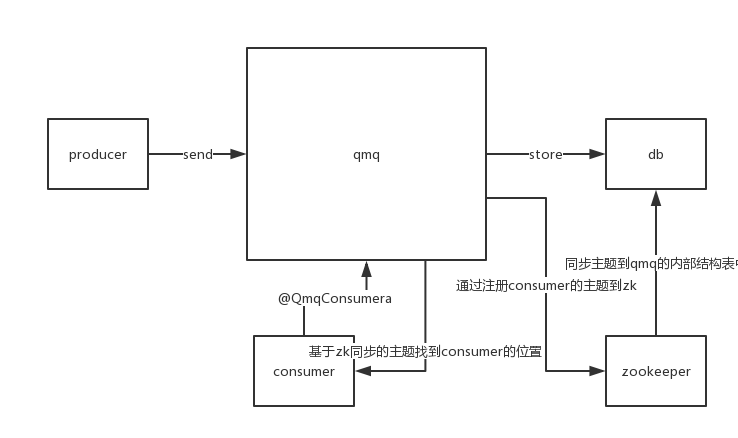 producer
send
qmq
store
db
同步主题到qmq的内部结构表
通过注册consumer的主题到zk
@QmqConsumera
基于zk同步的主题找到consumer的位置
consumer
zookeeper